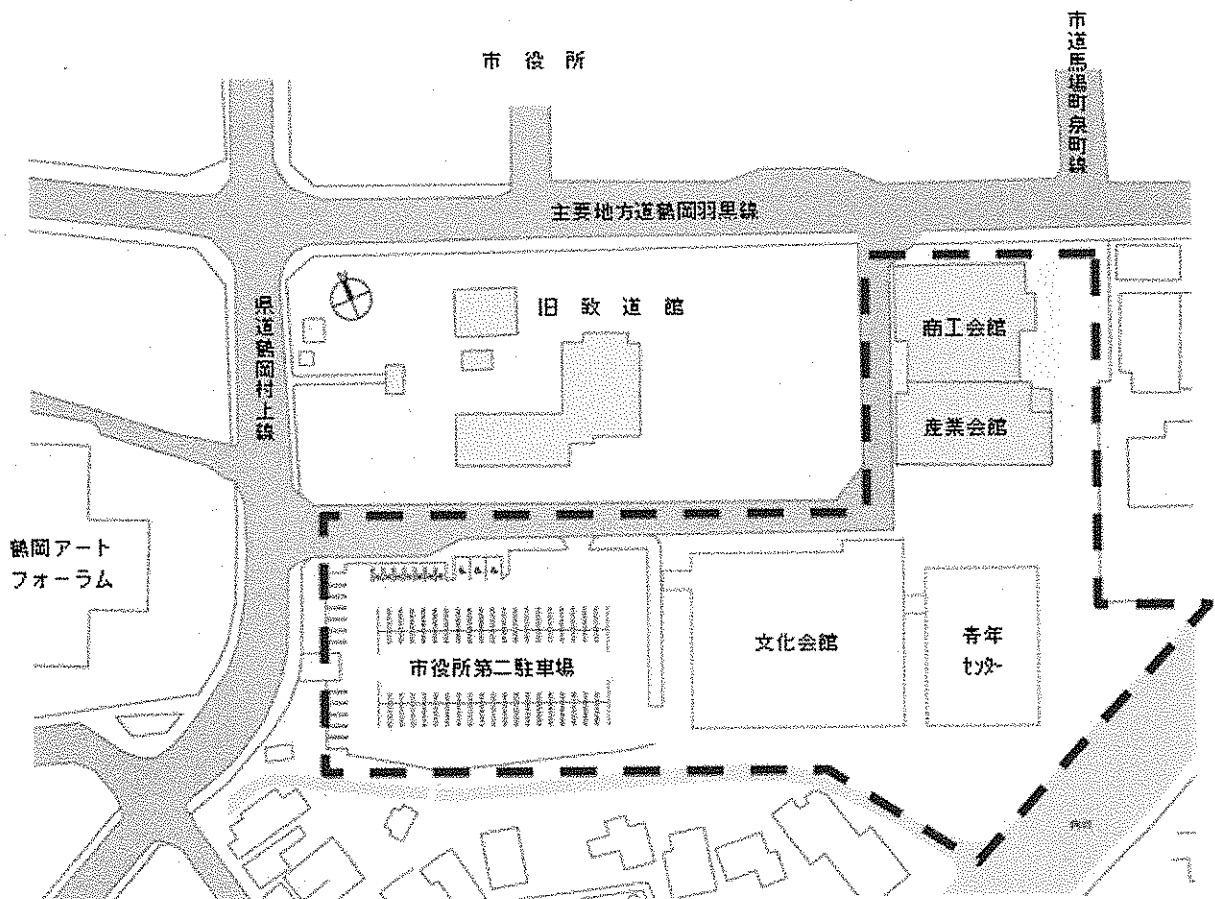 市役所
市道馬場町泉町線
主要地方道鶴岡羽黒線
県道鶴岡村上線
旧致道館
商工会館
産業会館
鶴岡アート
フォーラム
市役所第二駐車場
文化会館
青年
センター